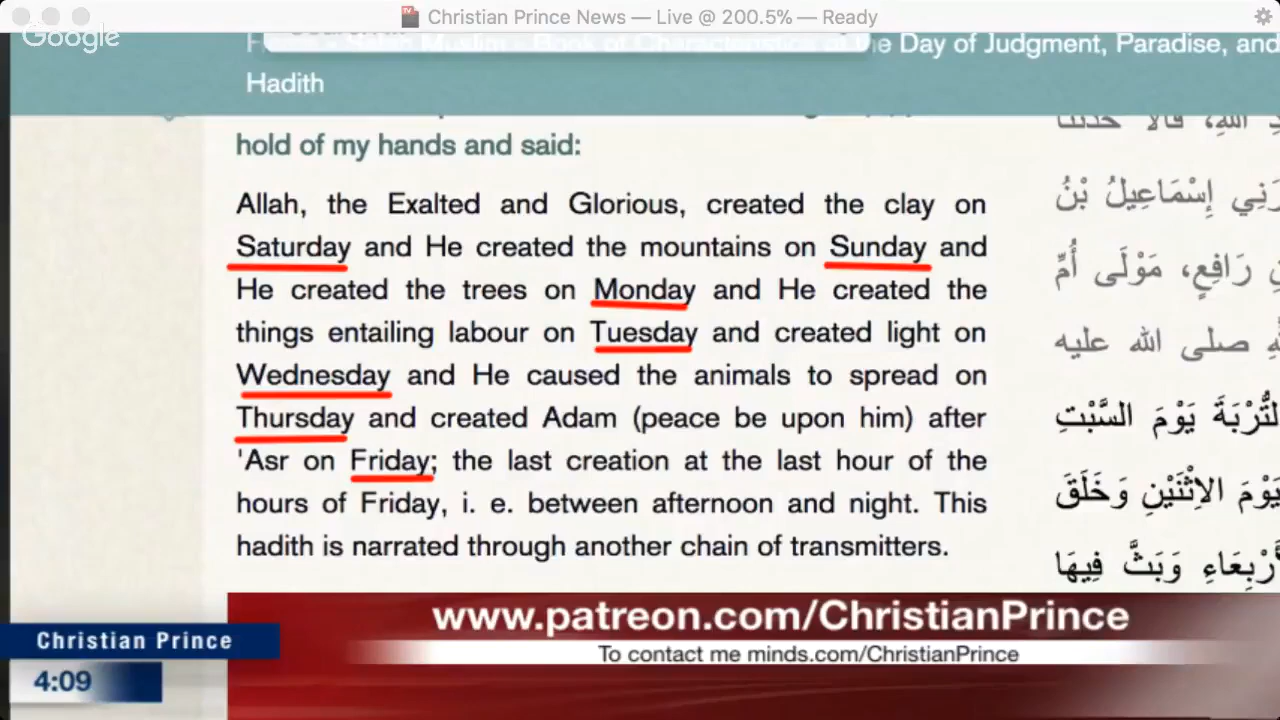 Christian Prince News — Live @ 200.5% — Ready
Google
the Day of Judgment, Paradise, and
Hadith
hold of my hands and said:
Allah, the Exalted and Glorious, created the clay on
Saturday and He created the mountains on Sunday and
He created the trees on Monday and He created the
things entailing labour on Tuesday and created light on
Wednesday and He caused the animals to spread on
Thursday and created Adam (peace be upon him) after
'Asr on Friday; the last creation at the last hour of the
hours of Friday, i. e. between afternoon and night. This
hadith is narrated through another chain of transmitters.
إِسْمَاعِيلُ بْنُ
رَافِعٍ، مَوْلَى أُمِّ
صلى الله عليه
التُّرْبَةَ يَوْمَ السَّبْتِ
يَوْمَ الاِثْنَيْنِ وَخَلَقَ
وَبَثَّ فِيهَا
www.patreon.com/ChristianPrince
To contact me minds.com/ChristianPrince
Christian Prince
4:09